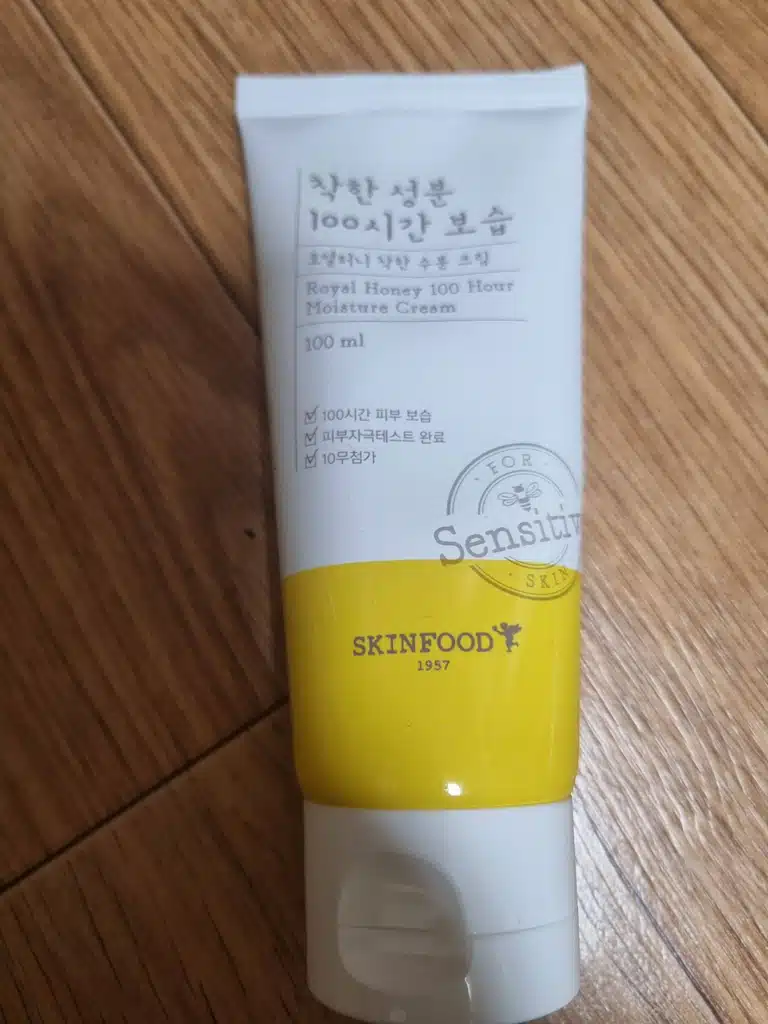 착한 성분
100시간 보습
로열허니 착한 수분 크림
Royal Honey 100 Hour
Moisture Cream
100 ml
100시간 피부 보습
피부자극테스트 완료
10무첨가
· FOR ·
Sensitiv
· SKIN
SKINFOOD
1957